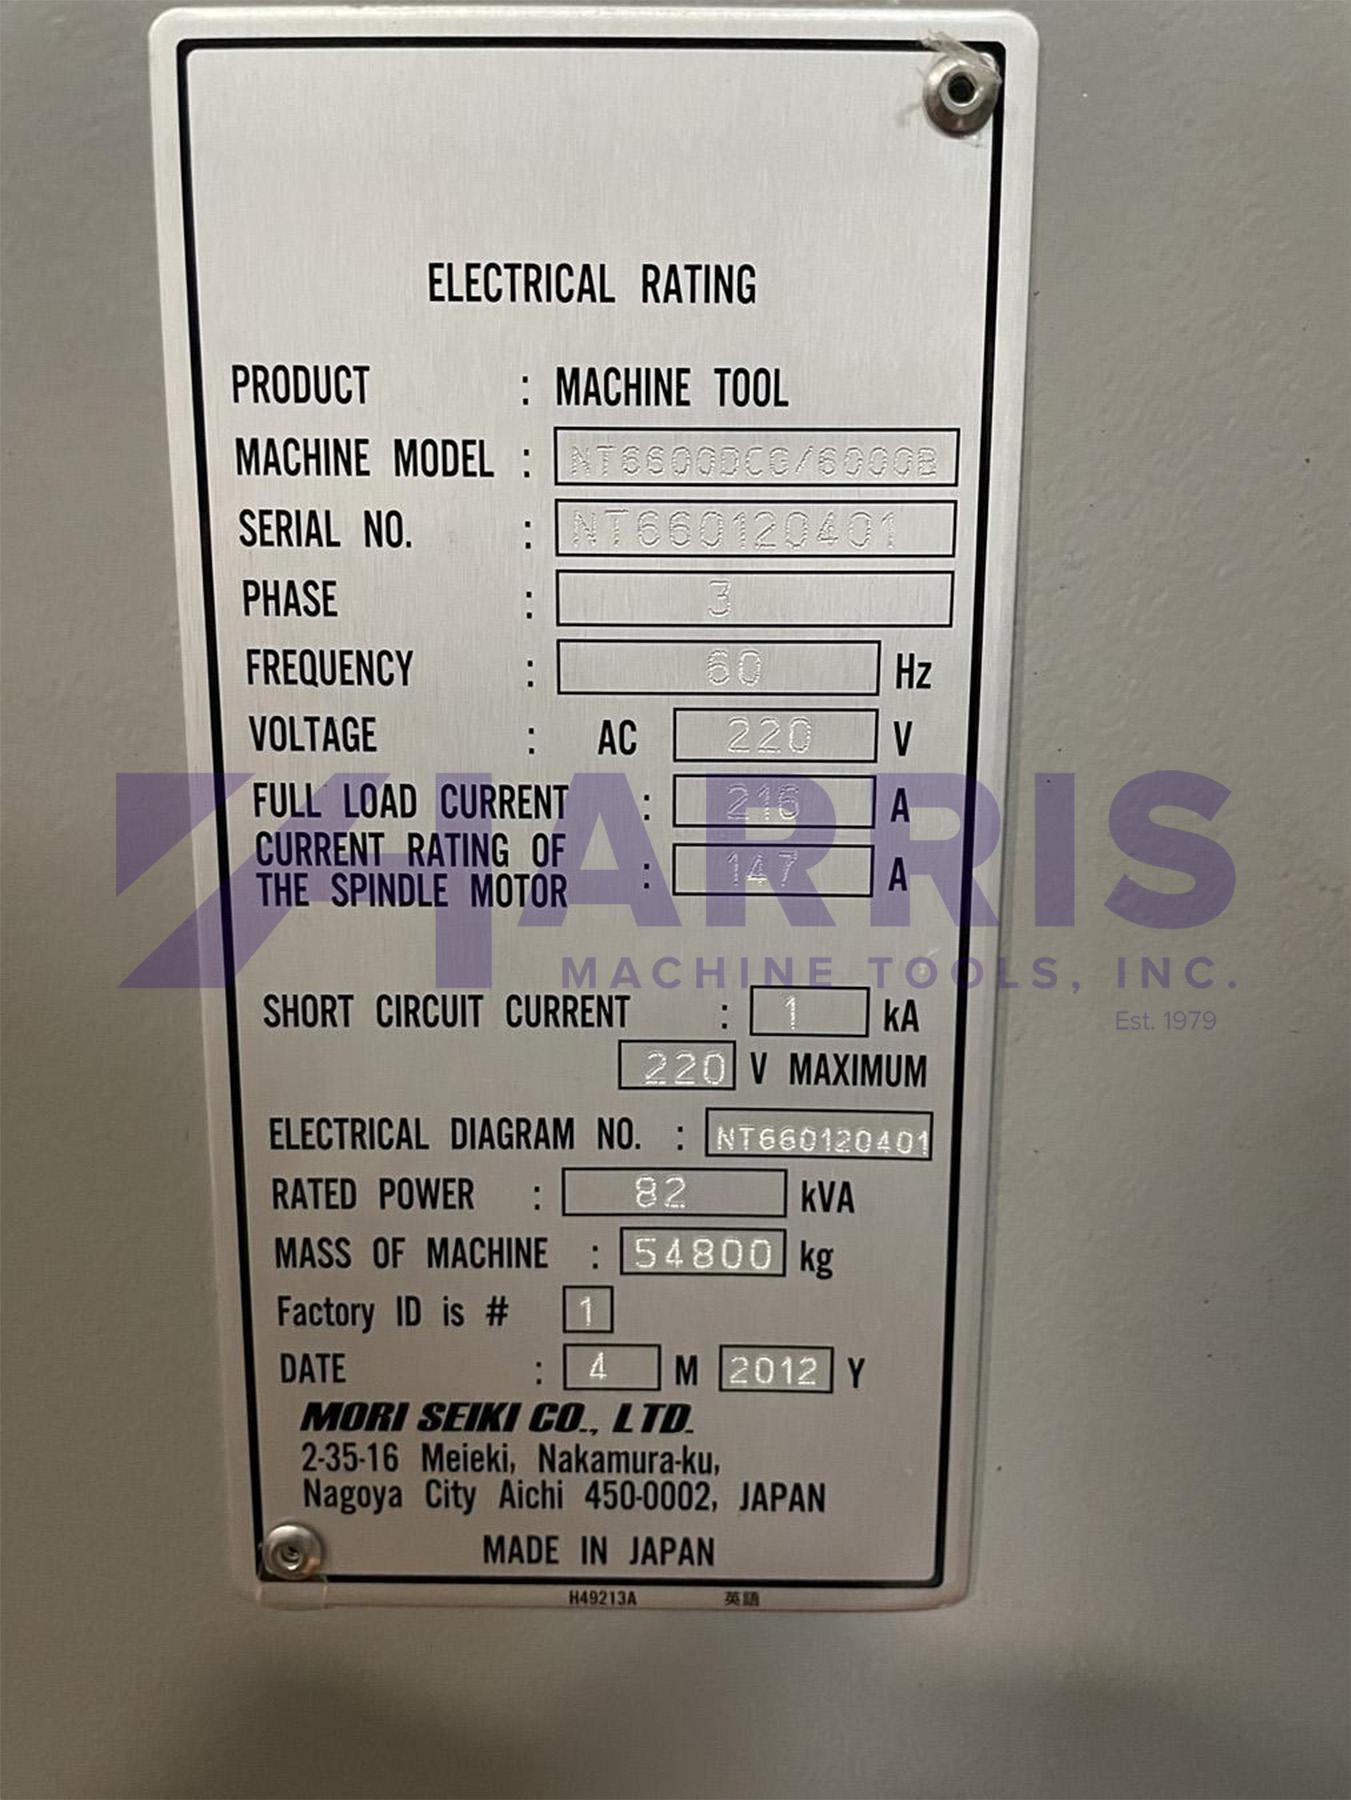 ELECTRICAL RATING
PRODUCT : MACHINE TOOL
MACHINE MODEL : NT6600DCG/6000B
SERIAL NO. : NT660120401
PHASE : 3
FREQUENCY : 60 Hz
VOLTAGE : AC 220 V
FULL LOAD CURRENT : 216 A
CURRENT RATING OF
THE SPINDLE MOTOR : 147 A
HARRIS
MACHINE TOOLS, INC.
Est. 1979
SHORT CIRCUIT CURRENT : 1 kA
220 V MAXIMUM
ELECTRICAL DIAGRAM NO. : NT660120401
RATED POWER : 82 kVA
MASS OF MACHINE : 54800 kg
Factory ID is # 1
DATE : 4 M 2012 Y
MORI SEIKI CO., LTD.
2-35-16 Meieki, Nakamura-ku,
Nagoya City Aichi 450-0002, JAPAN
MADE IN JAPAN
H49213A 英語